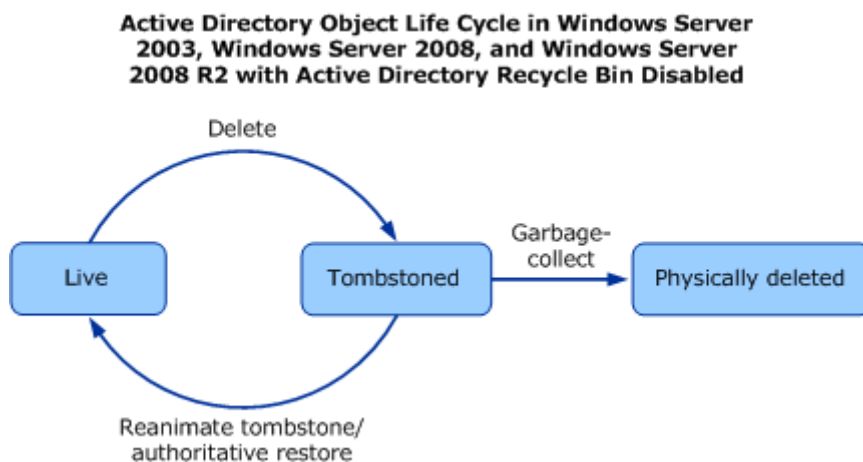 Active Directory Object Life Cycle in Windows Server
2003, Windows Server 2008, and Windows Server
2008 R2 with Active Directory Recycle Bin Disabled
Delete
Live
Tombstoned
Garbage-
collect
Physically deleted
Reanimate tombstone/
authoritative restore